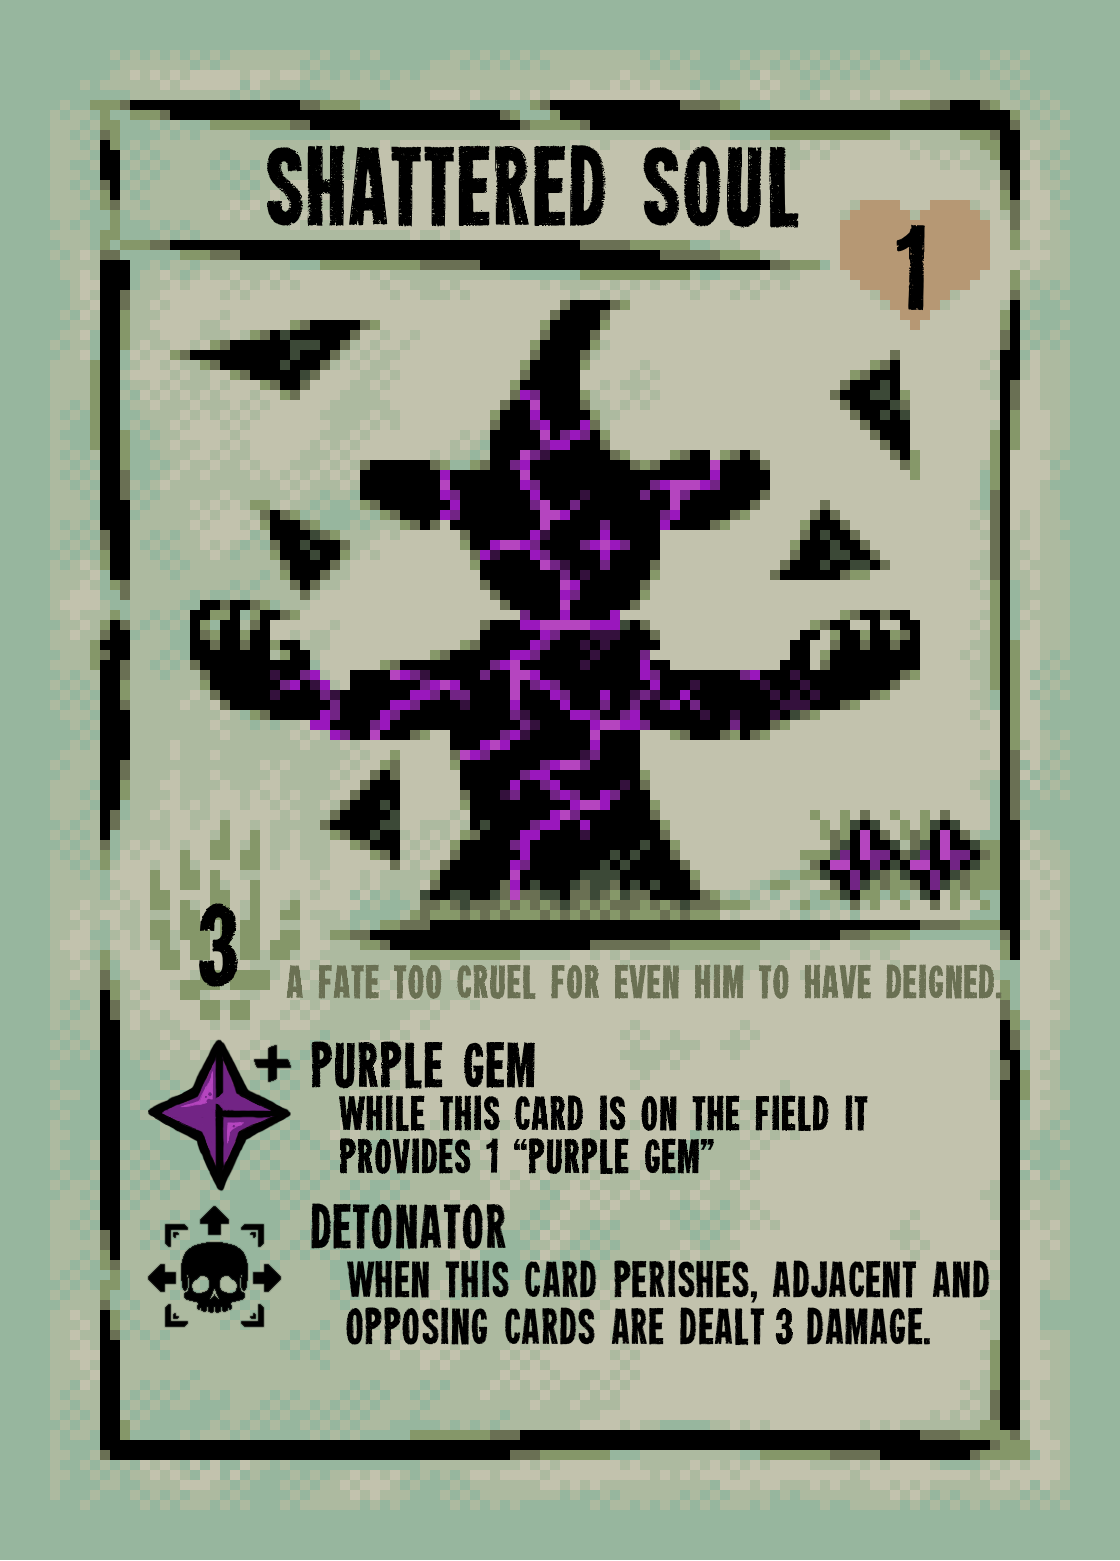 SHATTERED SOUL
1
3
A FATE TOO CRUEL FOR EVEN HIM TO HAVE DEIGNED.
PURPLE GEM
WHILE THIS CARD IS ON THE FIELD IT
PROVIDES 1 “PURPLE GEM”
DETONATOR
WHEN THIS CARD PERISHES, ADJACENT AND
OPPOSING CARDS ARE DEALT 3 DAMAGE.